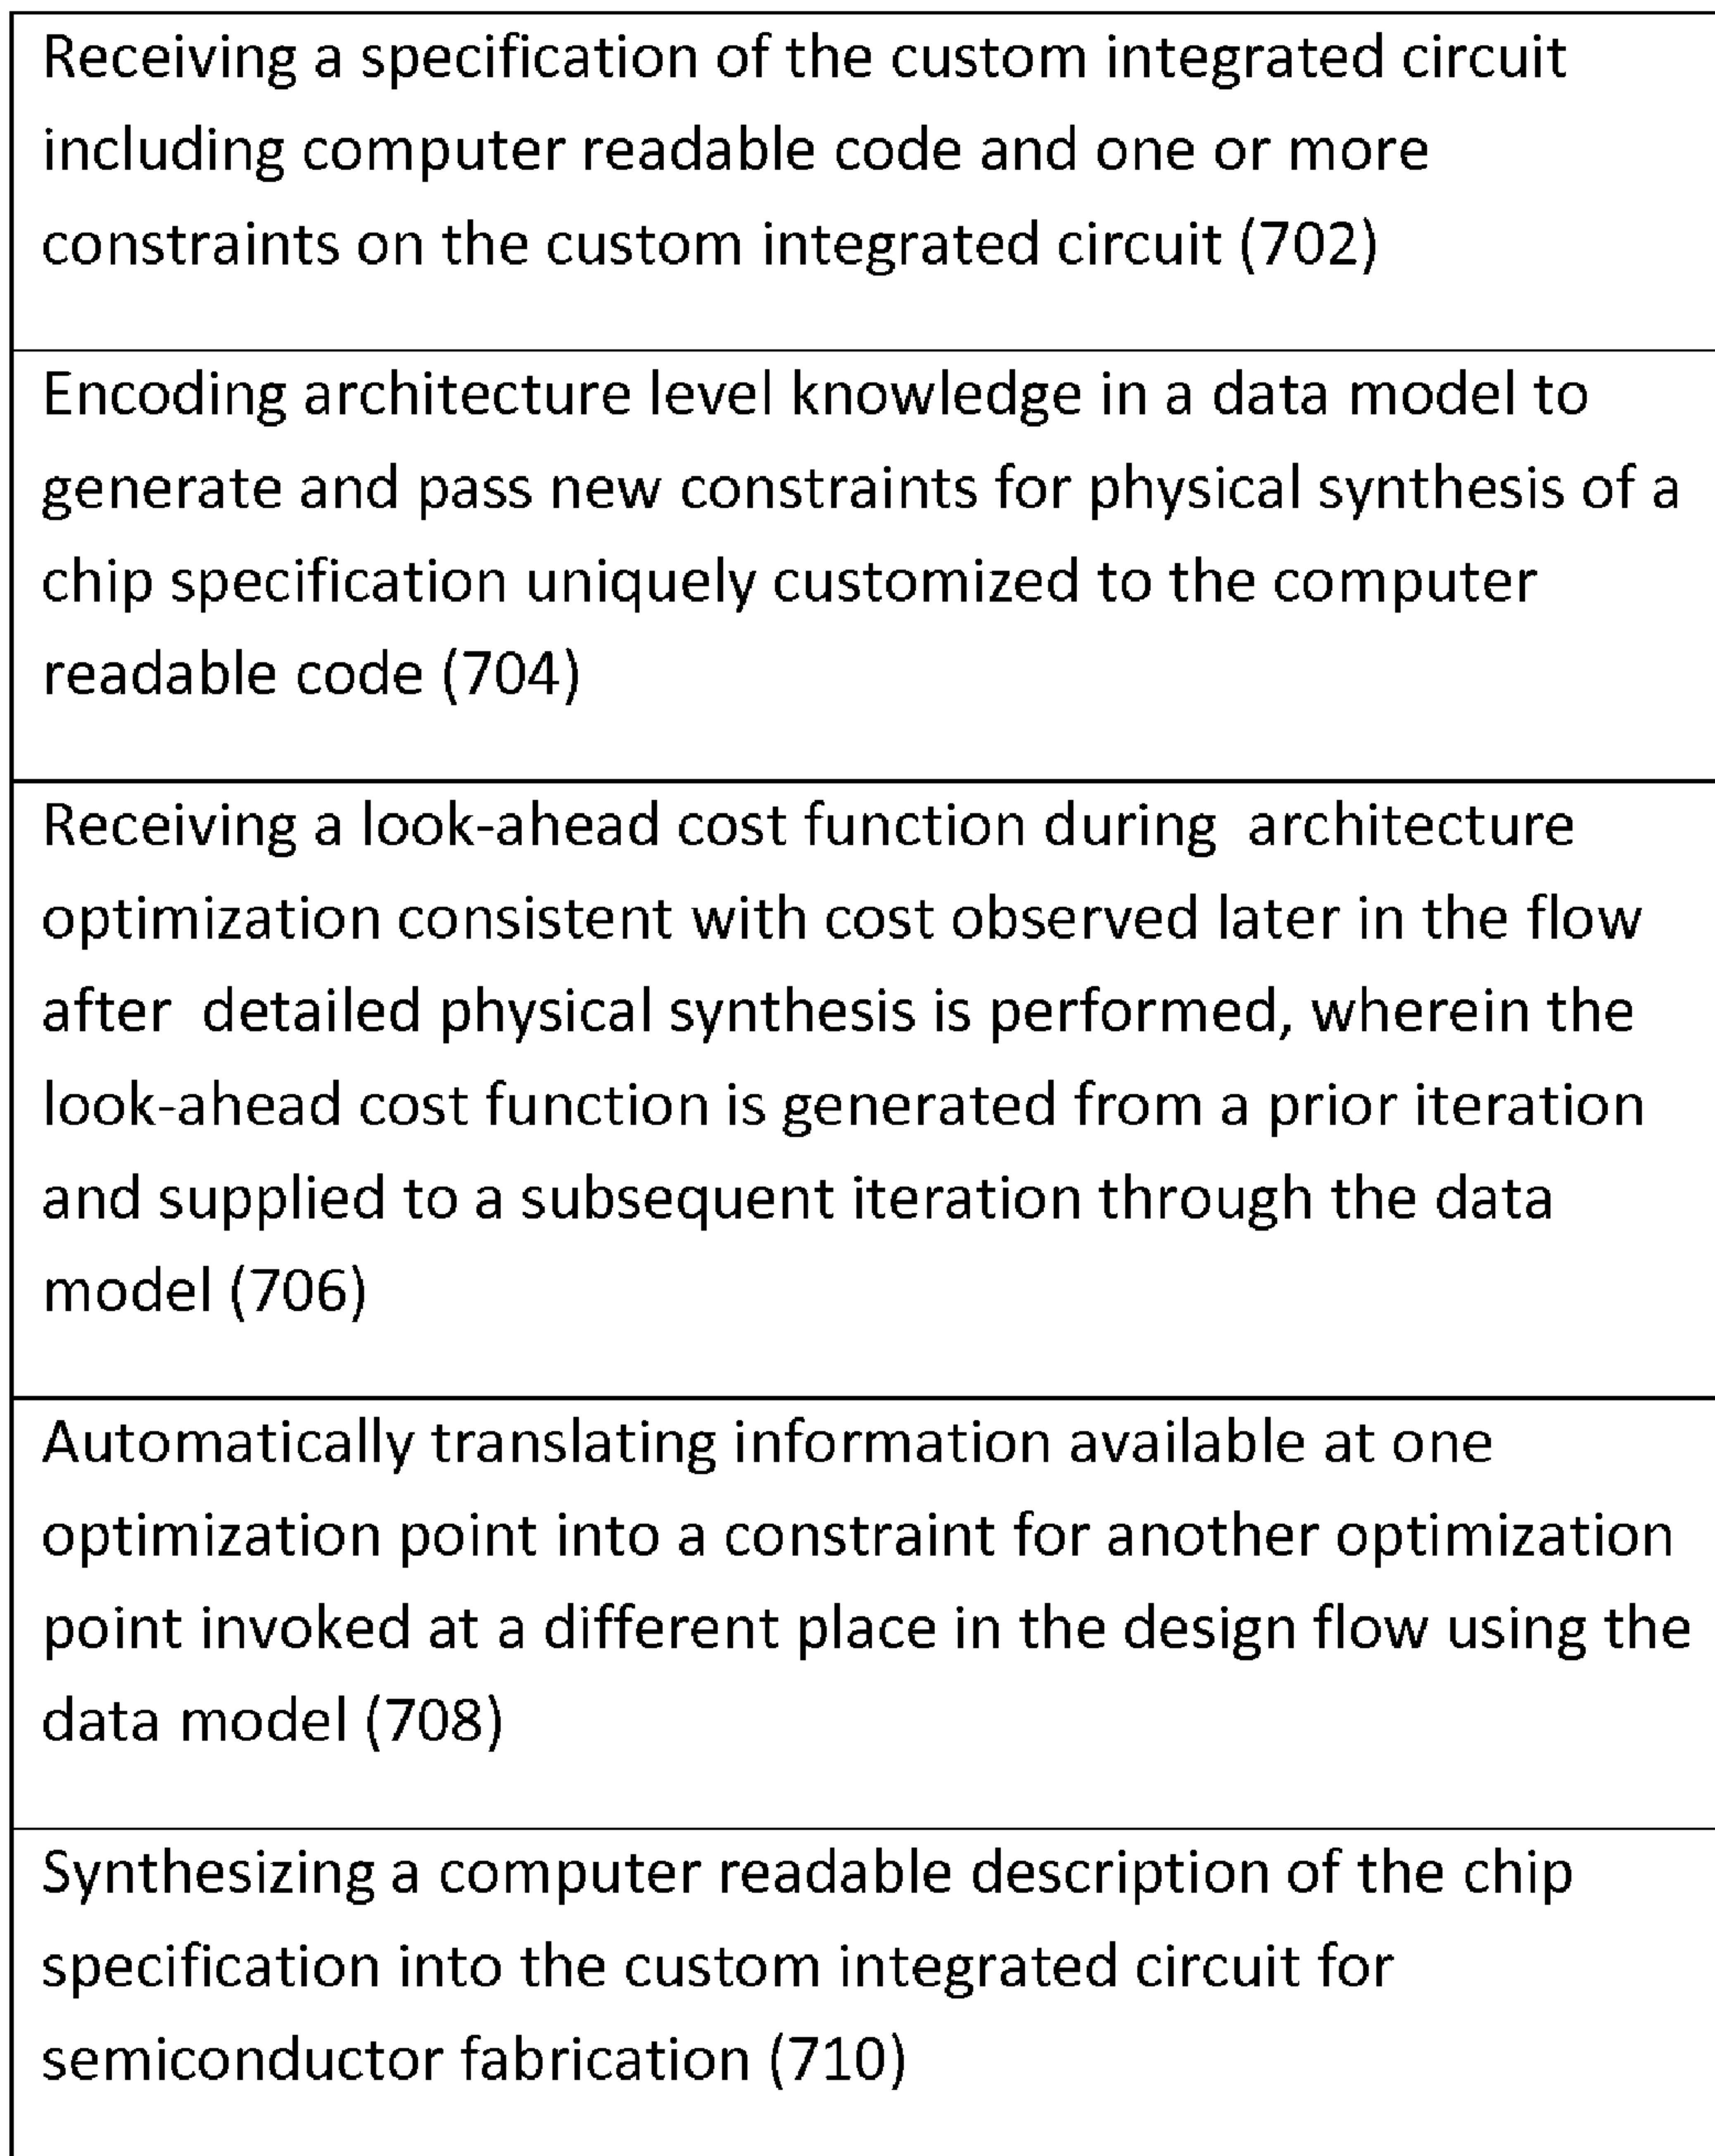 Receiving a specification of the custom integrated circuit
including computer readable code and one or more
constraints on the custom integrated circuit (702)
Encoding architecture level knowledge in a data model to
generate and pass new constraints for physical synthesis of a
chip specification uniquely customized to the computer
readable code (704)
Receiving a look-ahead cost function during  architecture
optimization consistent with cost observed later in the flow
after  detailed physical synthesis is performed, wherein the
look-ahead cost function is generated from a prior iteration
and supplied to a subsequent iteration through the data
model (706)
Automatically translating information available at one
optimization point into a constraint for another optimization
point invoked at a different place in the design flow using the
data model (708)
Synthesizing a computer readable description of the chip
specification into the custom integrated circuit for
semiconductor fabrication (710)